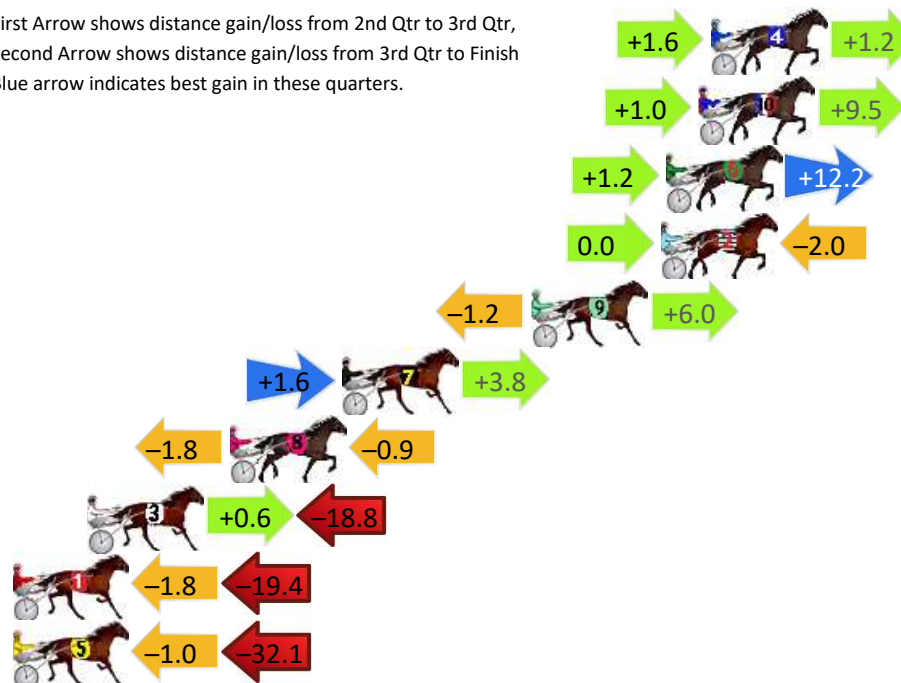 irst Arrow shows distance gain/loss from 2nd Qtr to 3rd Qtr,
econd Arrow shows distance gain/loss from 3rd Qtr to Finish
Blue arrow indicates best gain in these quarters.
+1.6 4 +1.2
+1.0 10 +9.5
+1.2 6 +12.2
0.0 2 –2.0
–1.2 9 +6.0
+1.6 7 +3.8
–1.8 8 –0.9
3 +0.6 –18.8
1 –1.8 –19.4
5 –1.0 –32.1